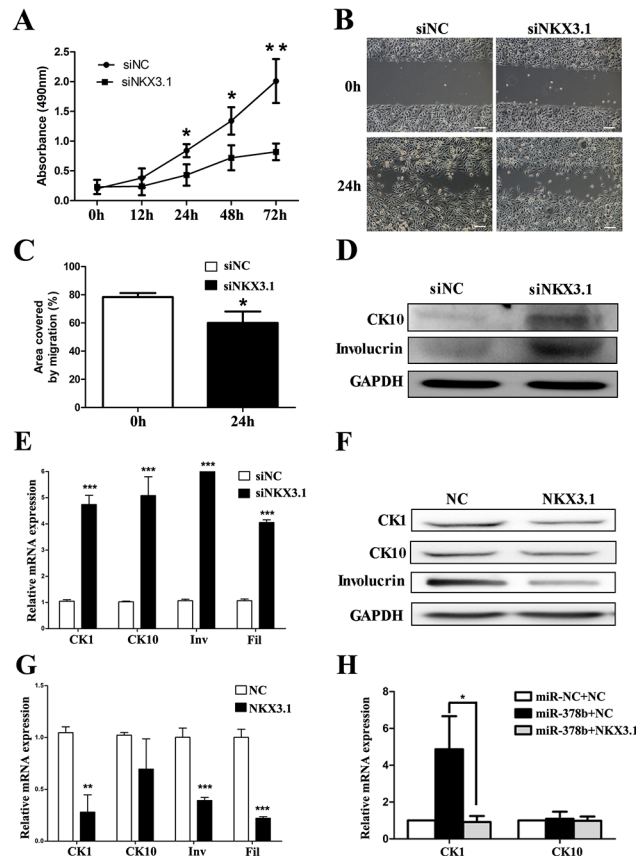 A
Absorbance (490nm)
2.5
2.0
1.5
1.0
0.5
0.0
siNC
siNKX3.1
*
*
**
0h
12h
24h
48h
72h
B
siNC
siNKX3.1
0h
24h
C
Area covered
by migration (%)
100
80
60
40
20
0
siNC
siNKX3.1
*
0h
24h
D
siNC
siNKX3.1
CK10
Involucrin
GAPDH
E
Relative mRNA expression
6
5
4
3
2
1
0
siNC
siNKX3.1
***
***
***
***
CK1
CK10
Inv
Fil
F
NC
NKX3.1
CK1
CK10
Involucrin
GAPDH
G
Relative mRNA expression
1.5
1.0
0.5
0.0
NC
NKX3.1
**
***
***
CK1
CK10
Inv
Fil
H
Relative mRNA expression
8
6
4
2
0
miR-NC+NC
miR-378b+NC
miR-378b+NKX3.1
*
CK1
CK10